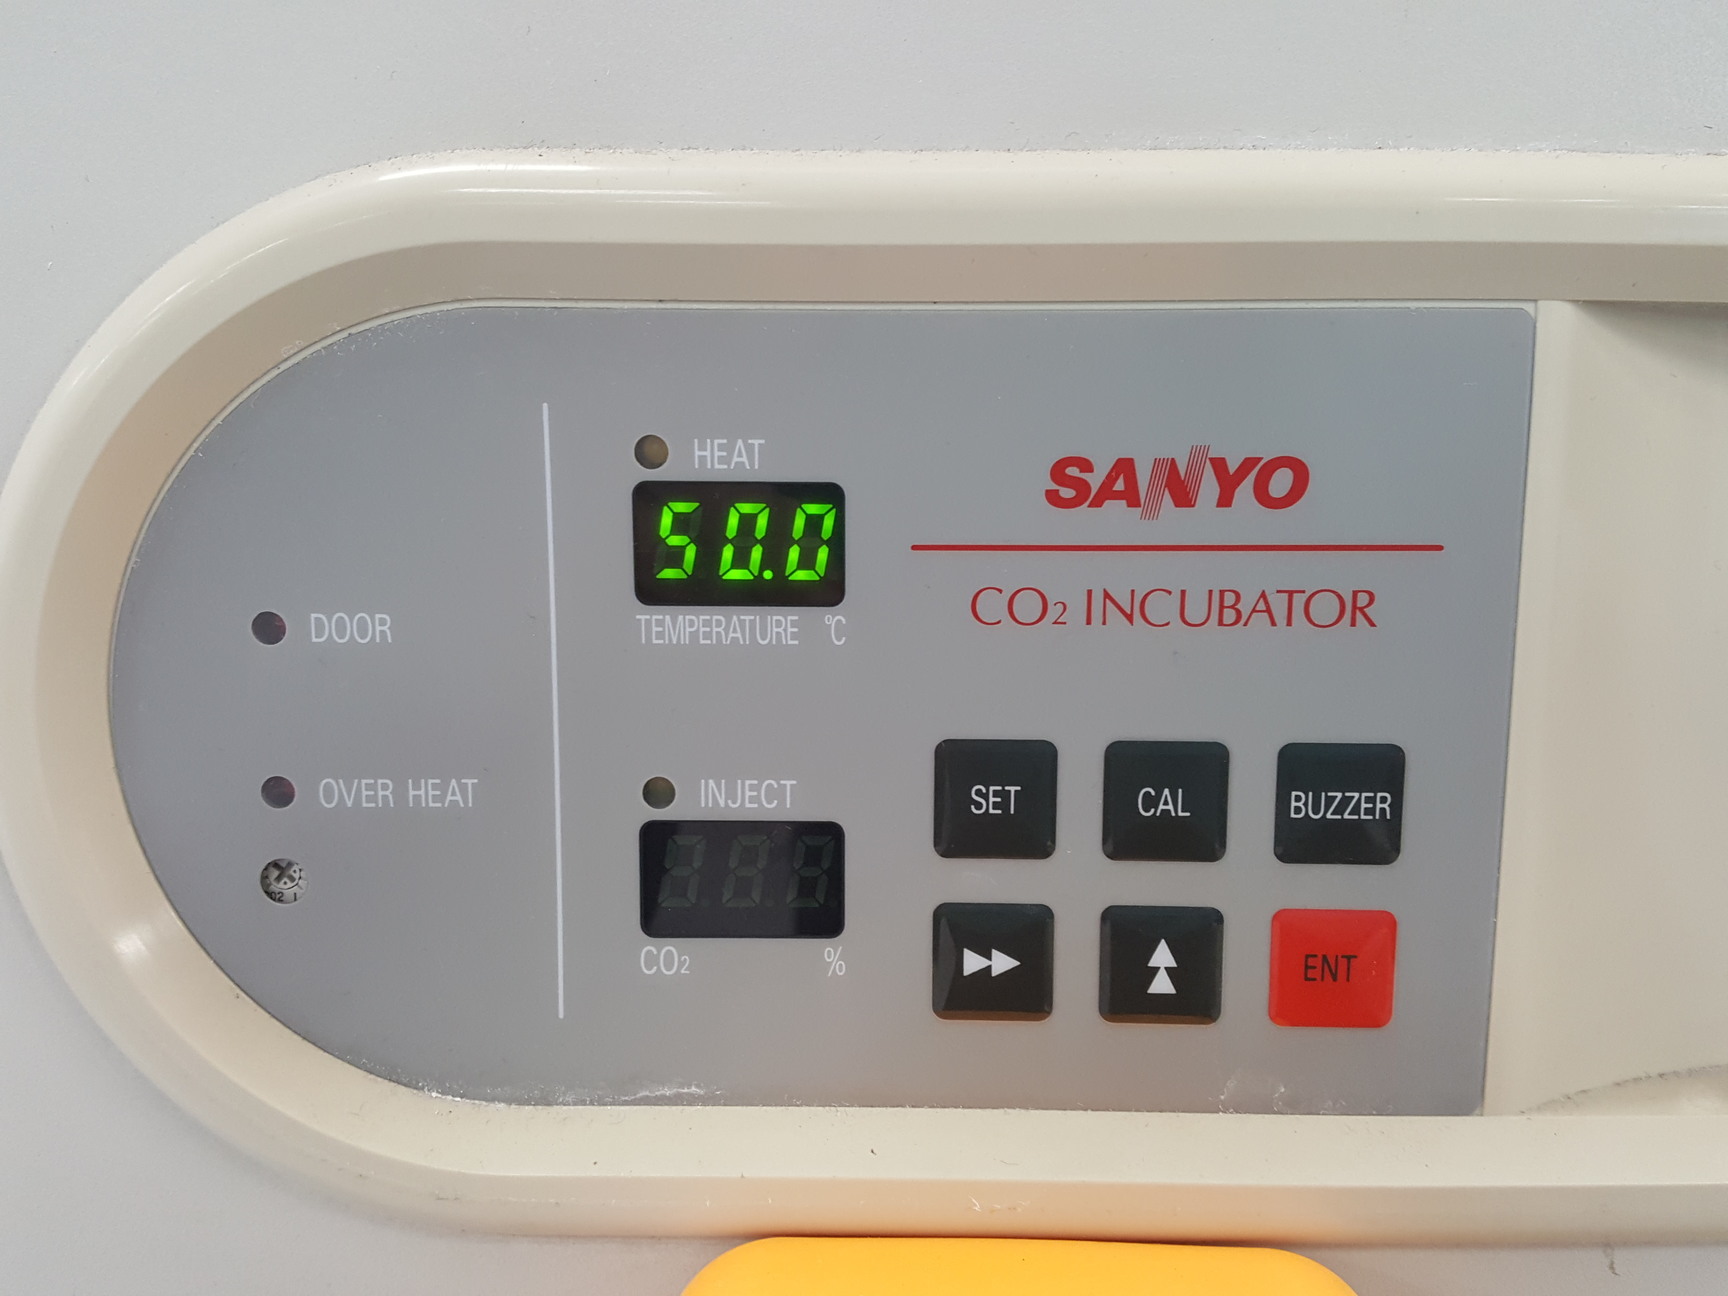 HEAT
50.0
TEMPERATURE °C
DOOR
OVER HEAT
INJECT
CO2 %
SANYO
CO2 INCUBATOR
SET
CAL
BUZZER
ENT